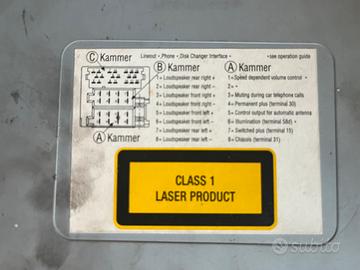 C Kammer
Lineout - Phone - Disk Changer Interface -
• see operation guide
B Kammer
1 = Loudspeaker rear right +
2 = Loudspeaker rear right -
3 = Loudspeaker front right +
4 = Loudspeaker front right -
5 = Loudspeaker front left +
6 = Loudspeaker front left -
7 = Loudspeaker rear left +
8 = Loudspeaker rear left -
A Kammer
1 = Speed dependent volume control •
2 = -
3 = Muting during car telephone calls
4 = Permanent plus (terminal 30)
5 = Control output for automatic antenna
6 = Illumination (terminal 58d) •
7 = Switched plus (terminal 15)
8 = Chassis (terminal 31)
A Kammer
CLASS 1
LASER PRODUCT
subito